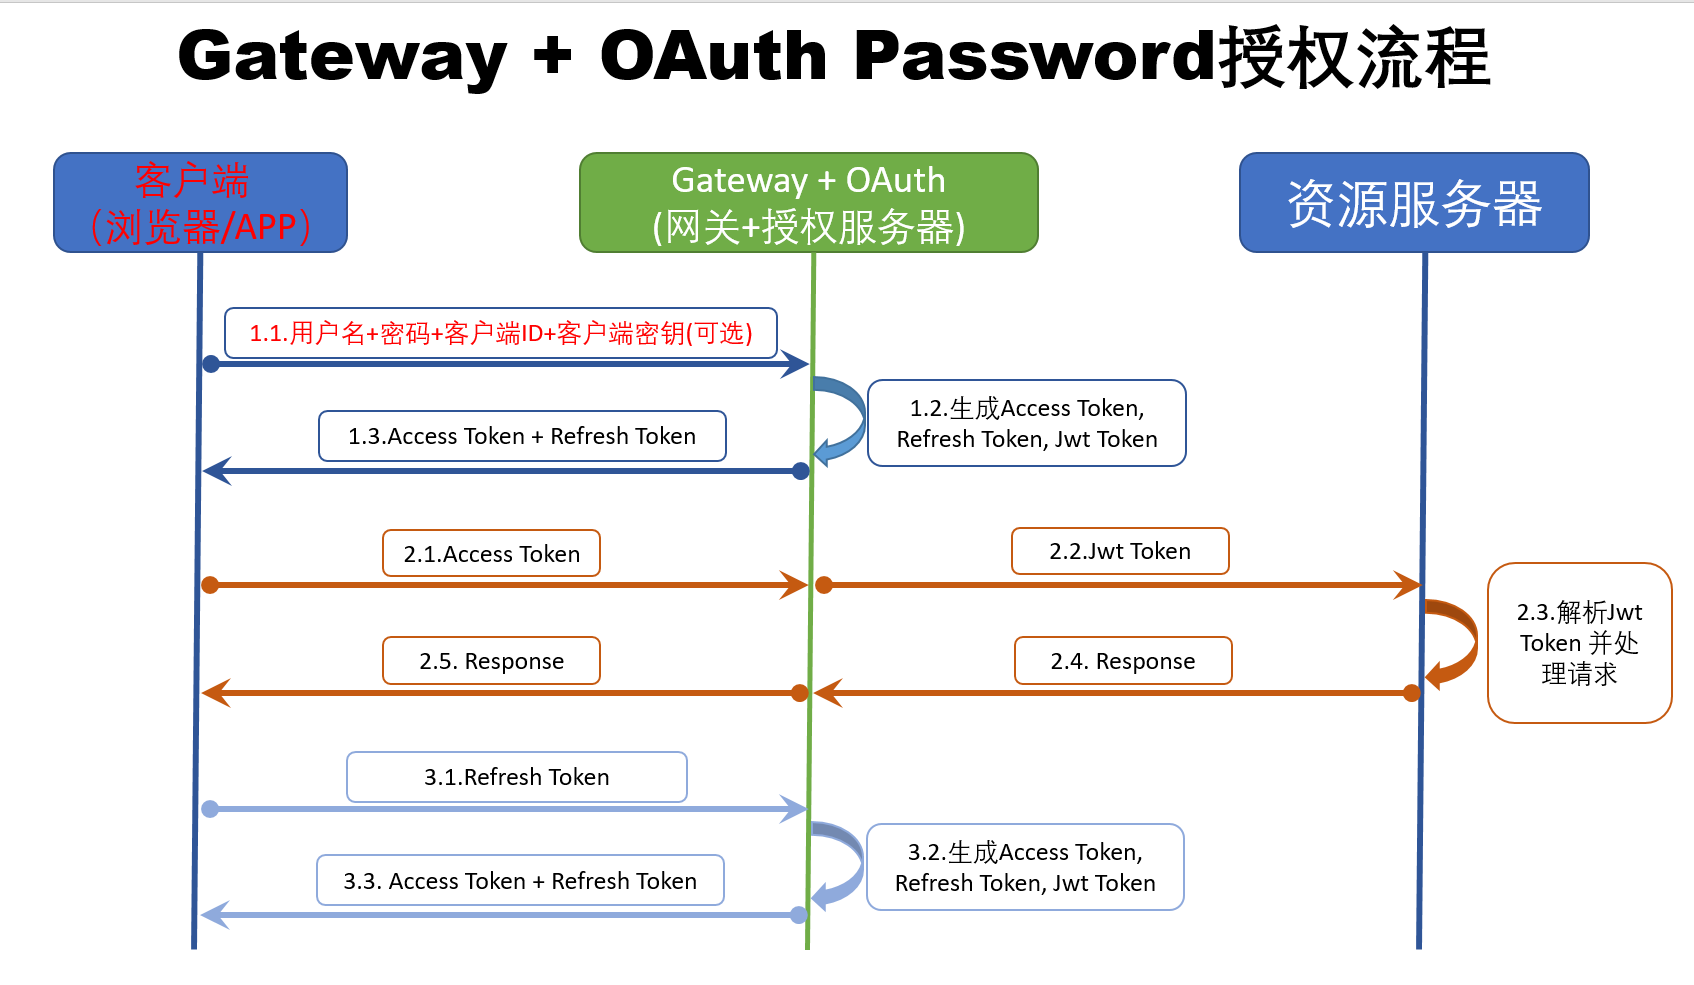 Gateway + OAuth Password授权流程
客户端
（浏览器/APP）
Gateway + OAuth
(网关+授权服务器)
资源服务器
1.1.用户名+密码+客户端ID+客户端密钥(可选)
1.2.生成Access Token,
Refresh Token, Jwt Token
1.3.Access Token + Refresh Token
2.1.Access Token
2.2.Jwt Token
2.3.解析Jwt
Token 并处
理请求
2.5. Response
2.4. Response
3.1.Refresh Token
3.2.生成Access Token,
Refresh Token, Jwt Token
3.3. Access Token + Refresh Token